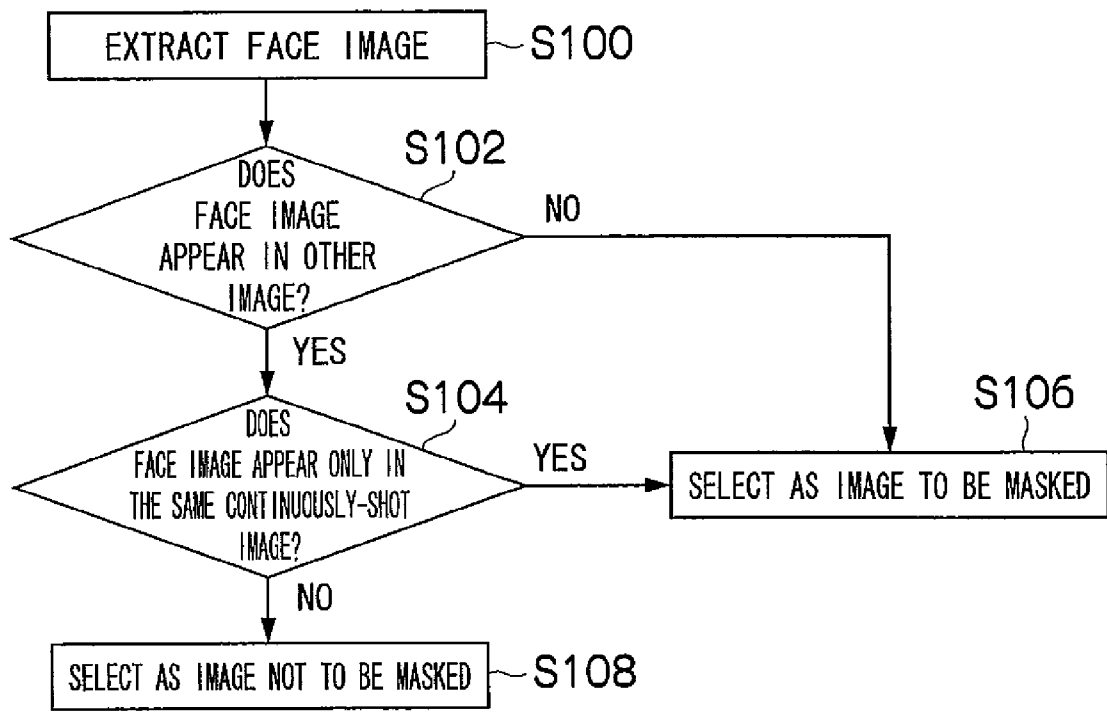 EXTRACT FACE IMAGE
S100
S102
DOES
FACE IMAGE
APPEAR IN OTHER
IMAGE?
NO
YES
S104
DOES
FACE IMAGE APPEAR ONLY IN
THE SAME CONTINUOUSLY-SHOT
IMAGE?
YES
S106
SELECT AS IMAGE TO BE MASKED
NO
SELECT AS IMAGE NOT TO BE MASKED
S108